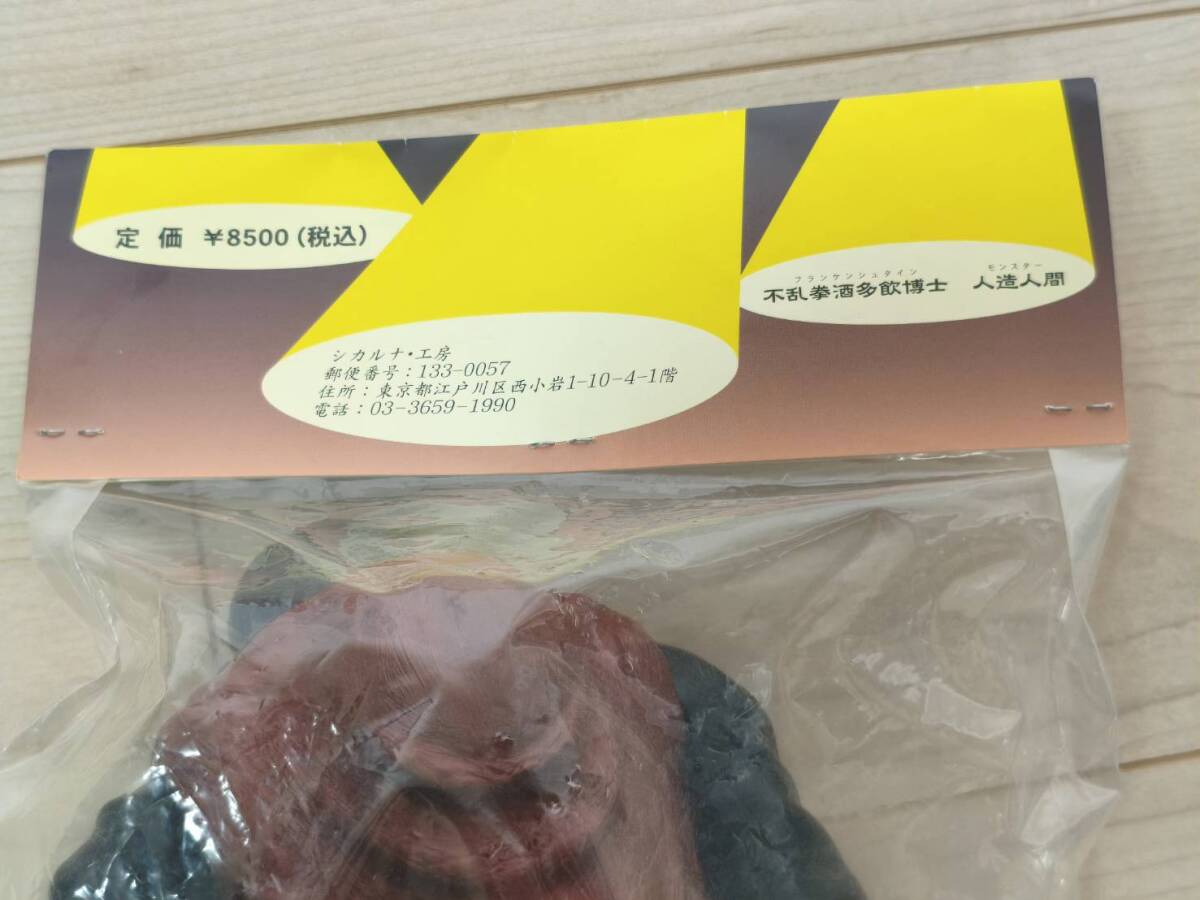 定価 ¥8500(税込)
シカルナ・工房
郵便番号:133-0057
住所:東京都江戸川区西小岩1-10-4-1階
電話:03-3659-1990
フランケンシュタイン モンスター
不乱拳酒多飲博士 人造人間